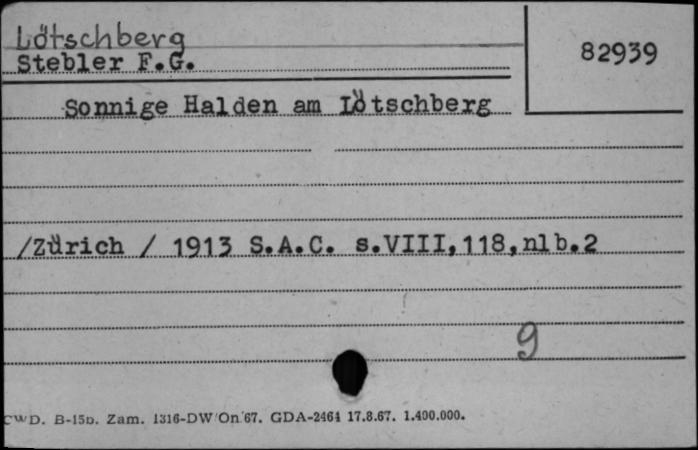 Lötschberg
Stebler F.G.
82939
Sonnige Halden am Lötschberg
/Zürich / 1913 S.A.C. s.VIII,118,nlb.2
9
CWD. B-15b. Zam. 1316-DW/On/67. GDA-2461 17.8.67. 1.400.000.